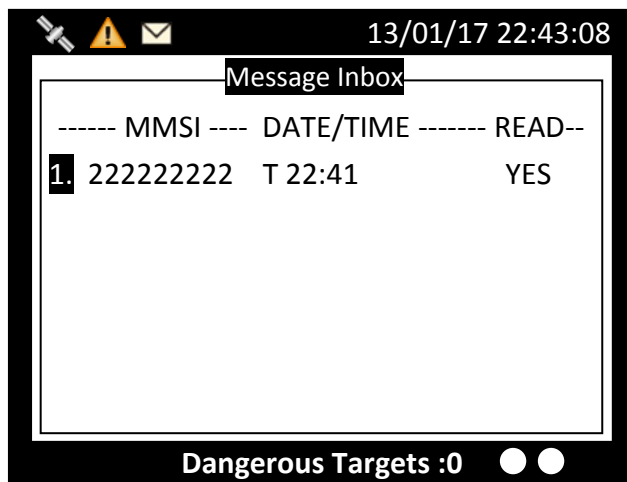 13/01/17 22:43:08
Message Inbox
------ MMSI ---- DATE/TIME ------- READ--
1. 222222222 T 22:41 YES
Dangerous Targets :0